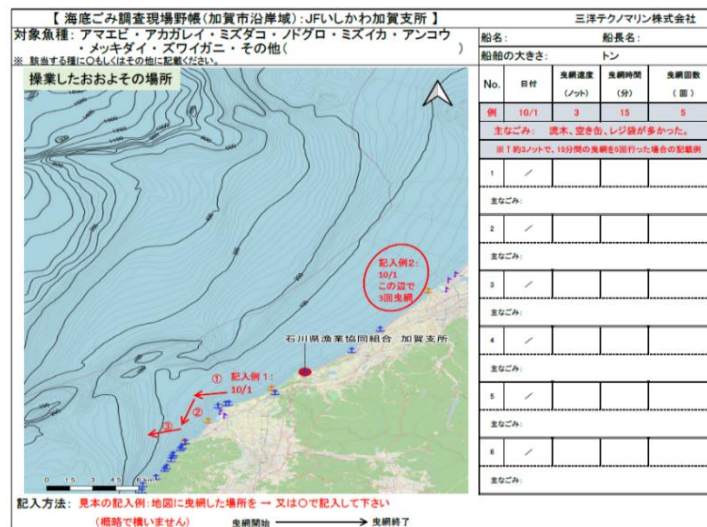 【 海底ごみ調査現場野帳(加賀市沿岸域):JFいしかわ加賀支所 】
三洋テクノマリン株式会社
対象魚種: アマエビ ・ アカガレイ ・ ミズダコ ・ ノドグロ ・ ミズイカ ・ アンコウ
・ メッキダイ ・ ズワイガニ ・ その他( )
※ 該当する種に○もしくはその他に記載ください。
船名: 船長名:
船舶の大きさ: トン
操業したおおよその場所
No. 日付 曳網速度(ノット) 曳網時間(分) 曳網回数(回)
例 10/1 3 15 5
主なごみ: 流木、空き缶、レジ袋が多かった。
※↑約3ノットで、15分間の曳網を5回行った場合の記載例
1 /
主なごみ:
2 /
主なごみ:
3 /
主なごみ:
4 /
主なごみ:
5 /
主なごみ:
6 /
主なごみ:
記入例2:
10/1
この辺で
3回曳網
石川県漁業協同組合 加賀支所
記入例1:
10/1
①
②
③
記入方法: 見本の記入例:地図に曳網した場所を → 又は○で記入して下さい
(概略で構いません) 曳網開始 → 曳網終了